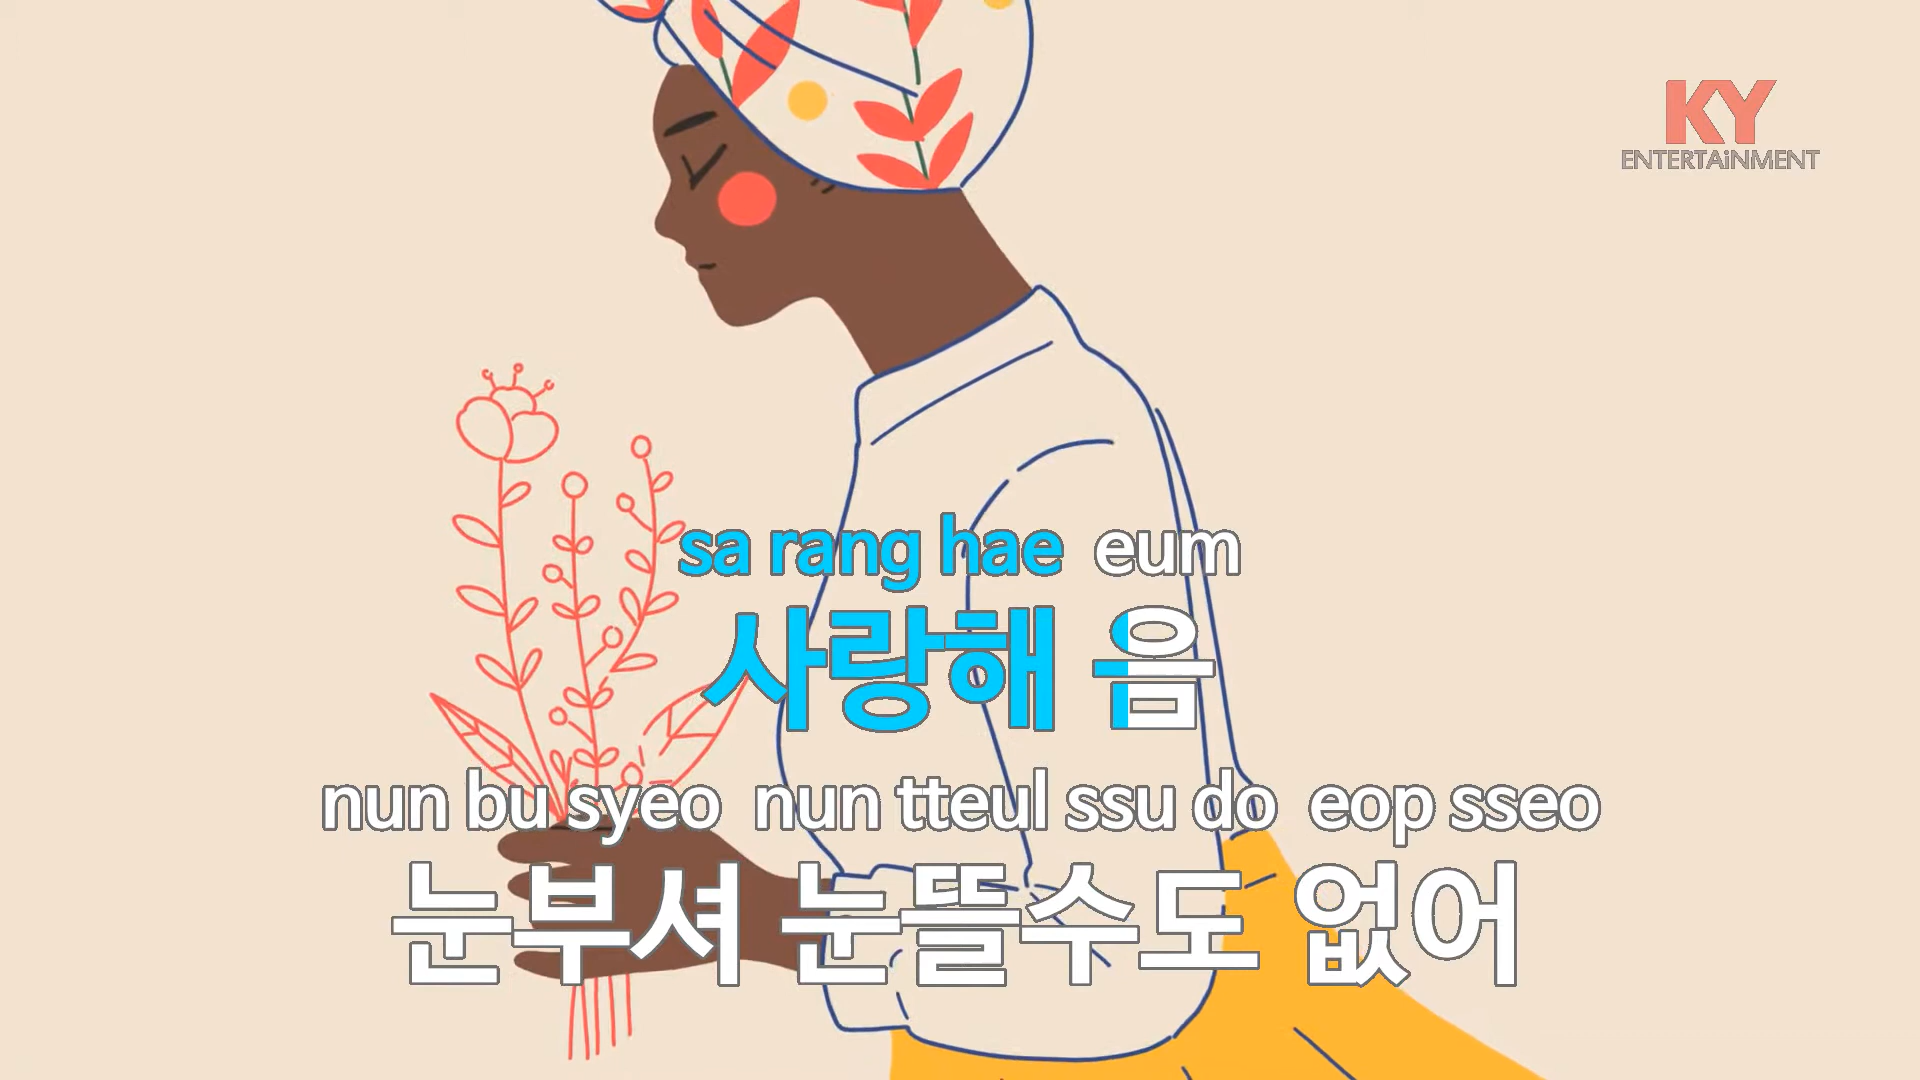 KY
ENTERTAiNMENT
sa rang hae eum
사랑해 음
nun bu syeo nun tteul ssu do eop sseo
눈부셔 눈뜰수도 없어